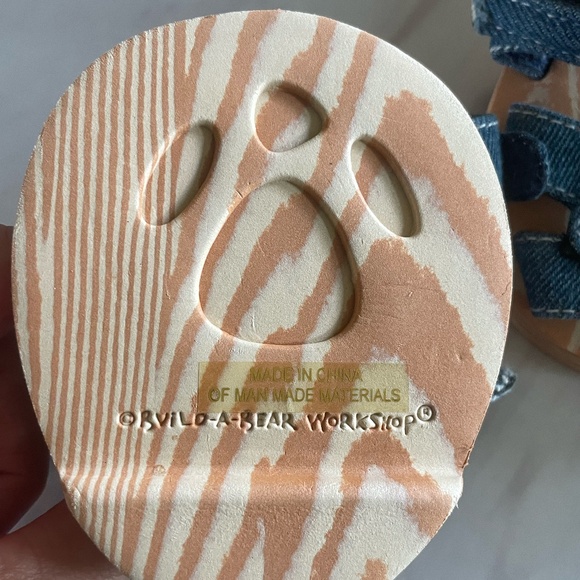 MADE IN CHINA
OF MAN MADE MATERIALS
©BUILD-A-BEAR WORKSHOP®